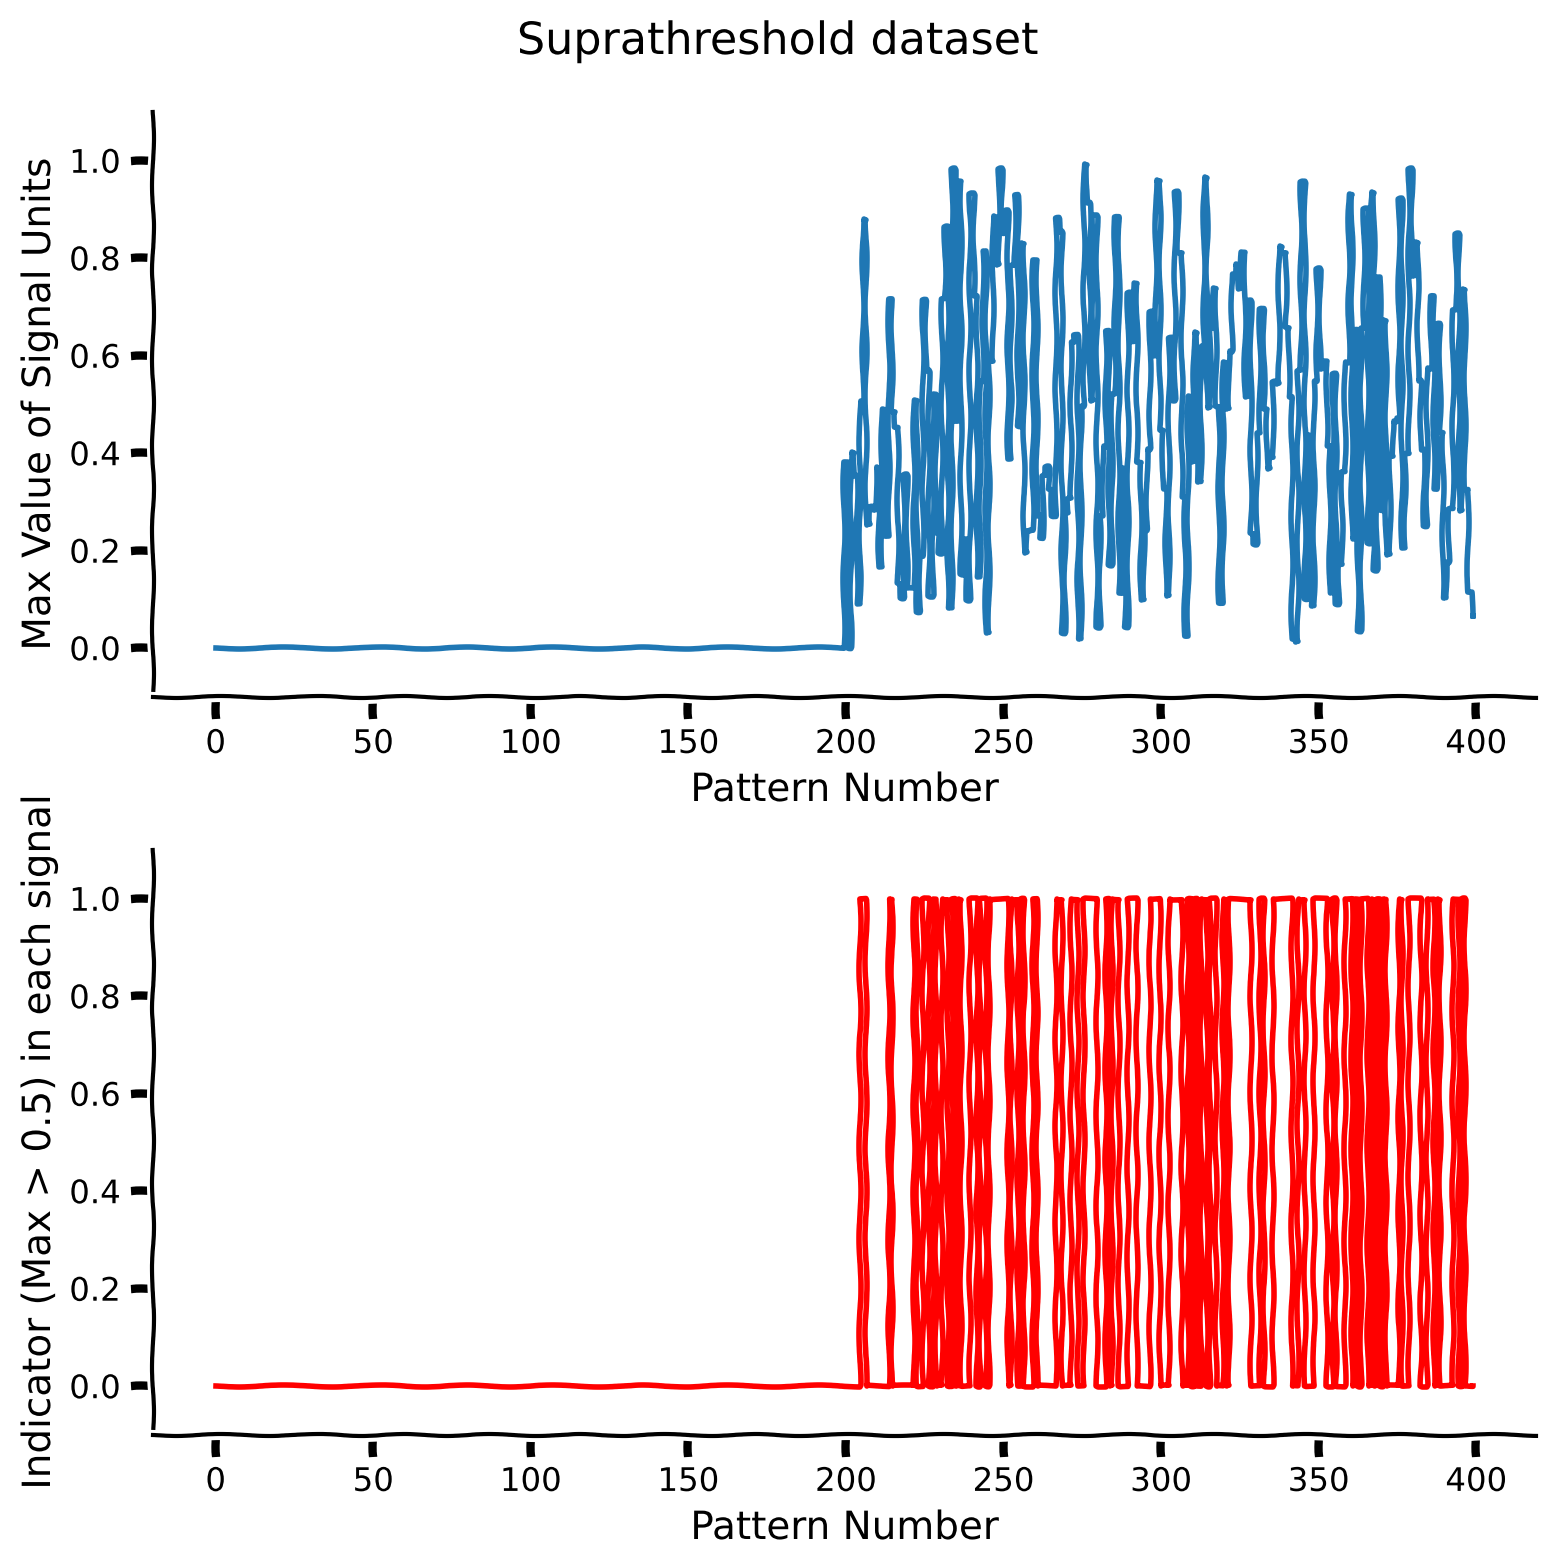 Suprathreshold dataset
Max Value of Signal Units
1.0
0.8
0.6
0.4
0.2
0.0
0 50 100 150 200 250 300 350 400
Pattern Number
Indicator (Max > 0.5) in each signal
1.0
0.8
0.6
0.4
0.2
0.0
0 50 100 150 200 250 300 350 400
Pattern Number